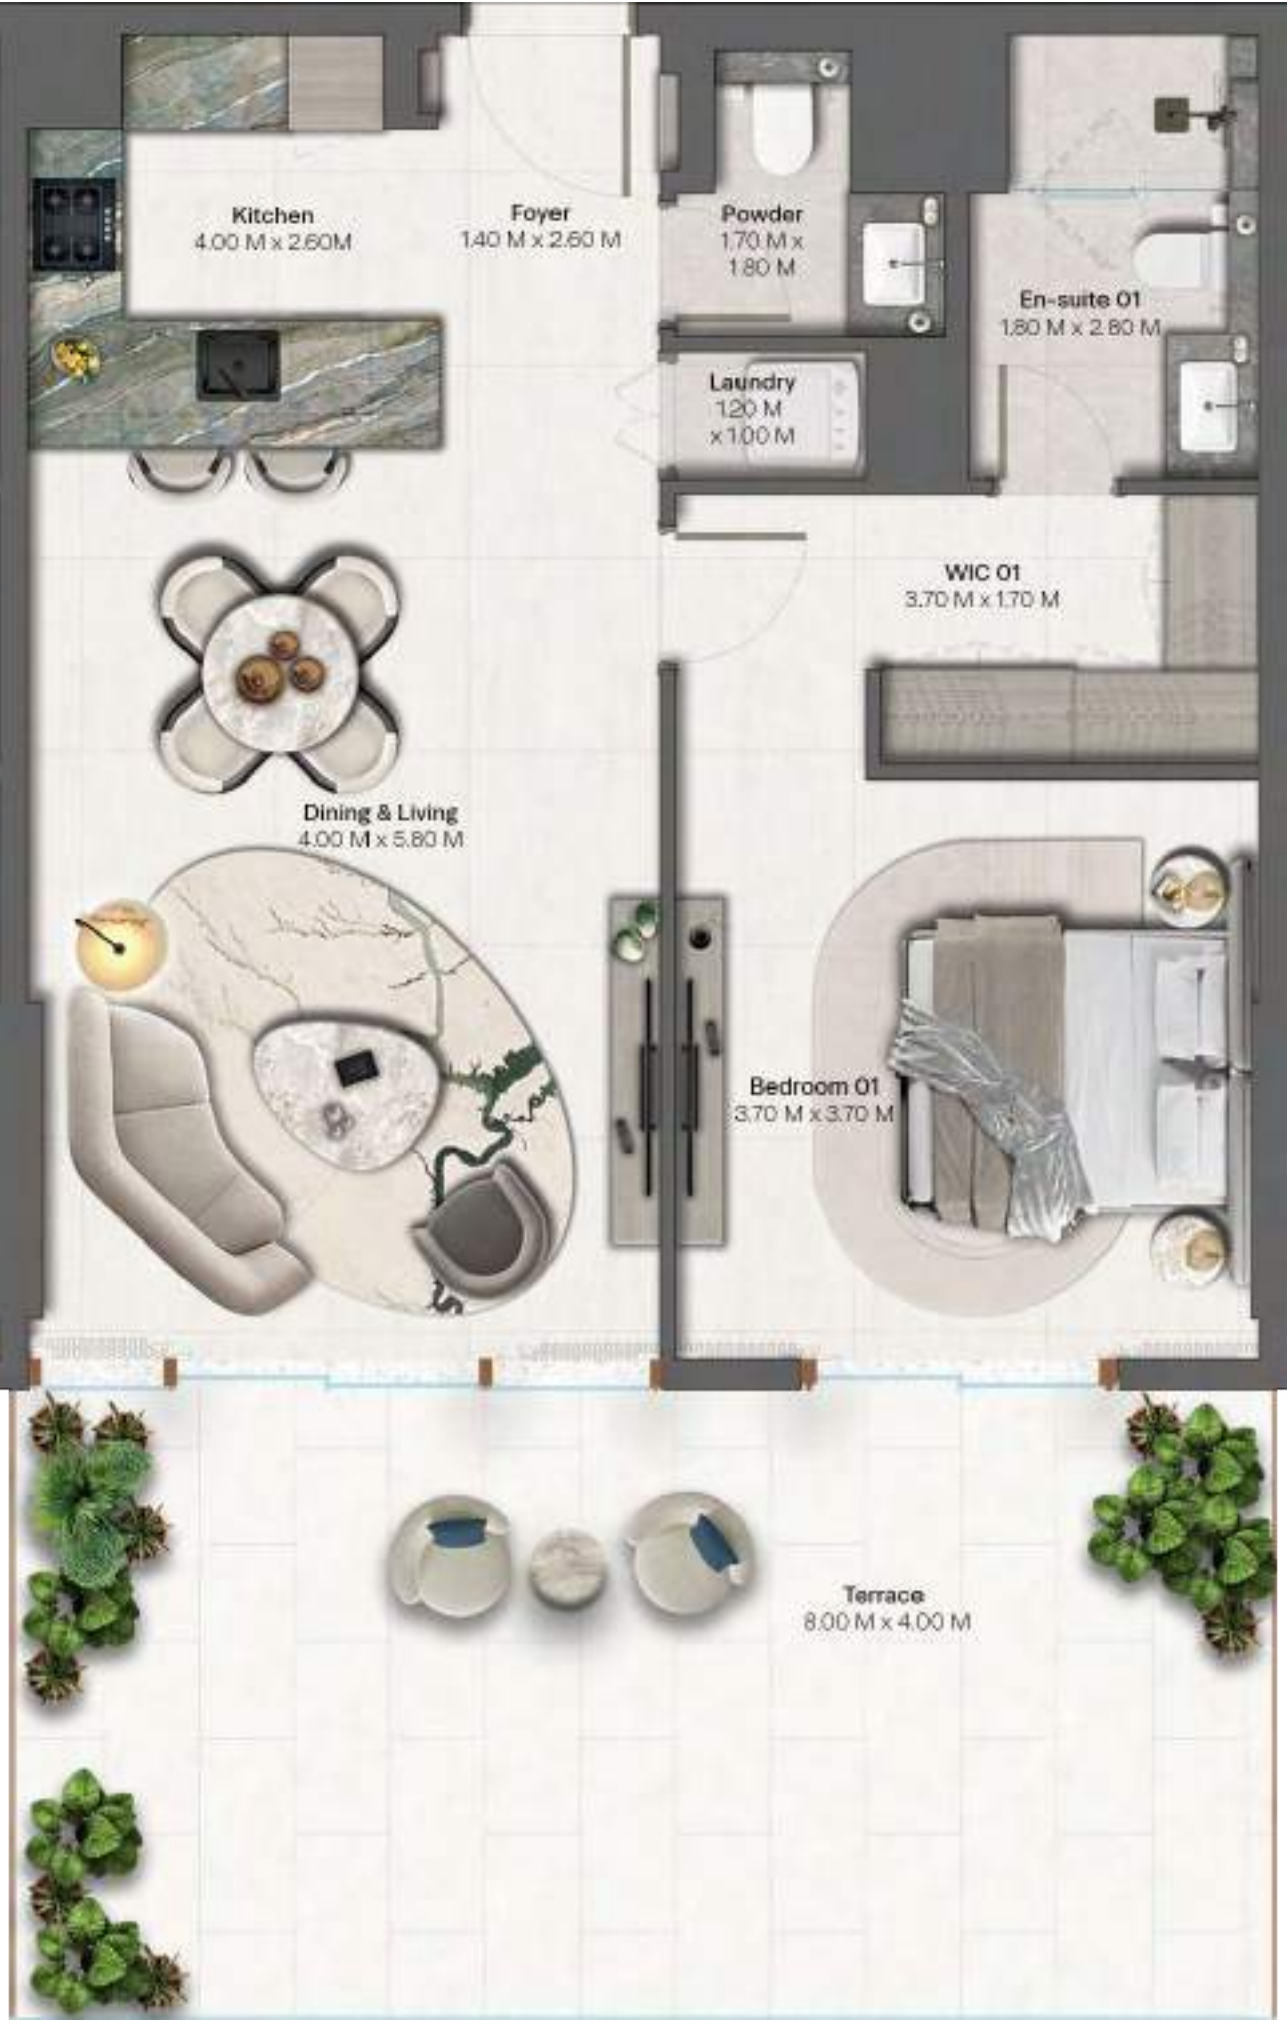 Kitchen
4.00 M x 2.60M
Foyer
1.40 M x 2.60 M
Powder
1.70 M x
1.80 M
En-suite 01
1.80 M x 2.80 M
Laundry
1.20 M
x 1.00 M
WIC 01
3.70 M x 1.70 M
Dining & Living
4.00 M x 5.80 M
Bedroom 01
3.70 M x 3.70 M
Terrace
8.00 M x 4.00 M